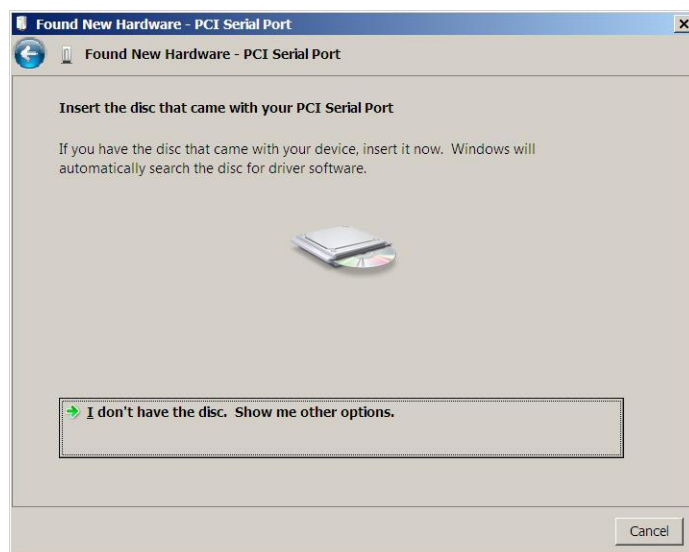 Found New Hardware - PCI Serial Port
Found New Hardware - PCI Serial Port
Insert the disc that came with your PCI Serial Port
If you have the disc that came with your device, insert it now.  Windows will
automatically search the disc for driver software.
I don't have the disc.  Show me other options.
Cancel